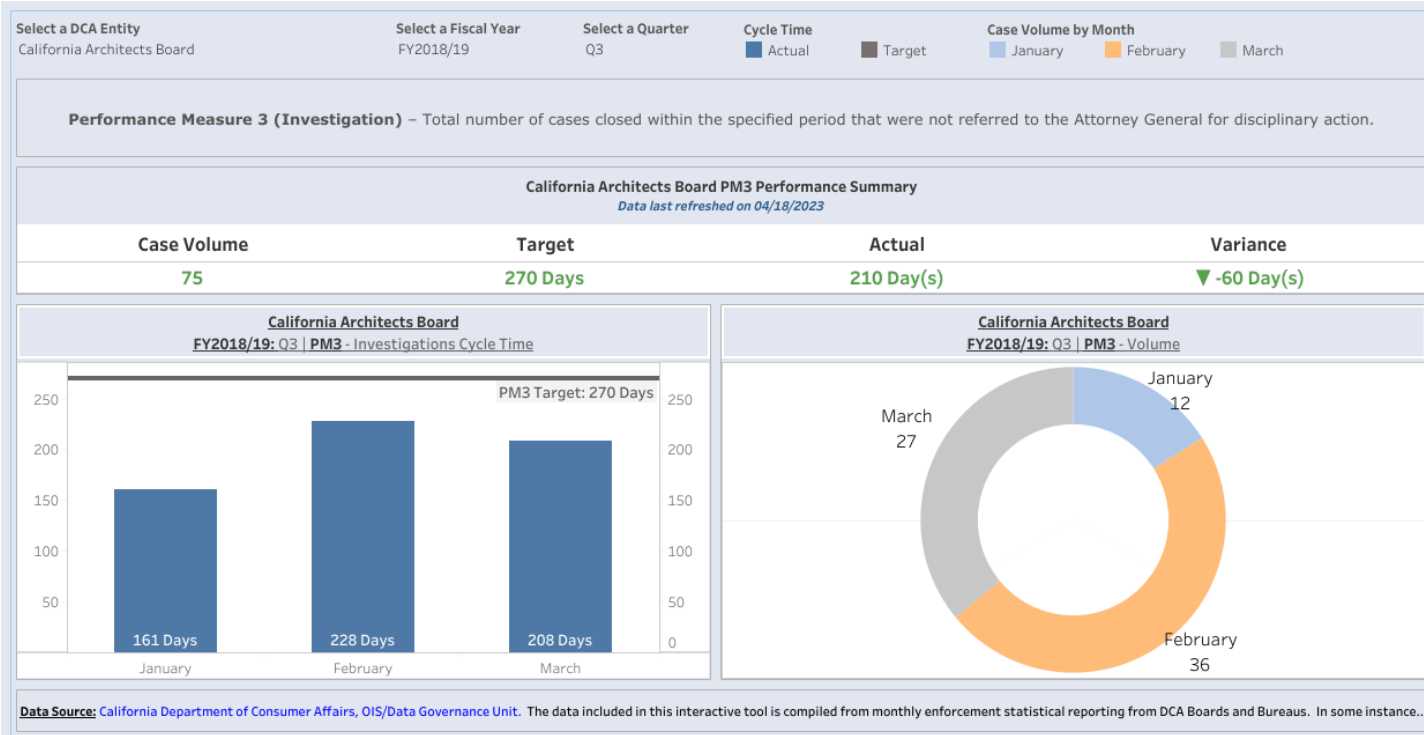 Select a DCA Entity
California Architects Board
Select a Fiscal Year
FY2018/19
Select a Quarter
Q3
Cycle Time
Actual
Target
Case Volume by Month
January
February
March
Performance Measure 3 (Investigation) – Total number of cases closed within the specified period that were not referred to the Attorney General for disciplinary action.
California Architects Board PM3 Performance Summary
Data last refreshed on 04/18/2023
Case Volume
Target
Actual
Variance
75
270 Days
210 Day(s)
▼ -60 Day(s)
California Architects Board
FY2018/19: Q3 | PM3 - Investigations Cycle Time
PM3 Target: 270 Days
250
200
150
100
50
250
200
150
100
50
0
161 Days
228 Days
208 Days
January
February
March
California Architects Board
FY2018/19: Q3 | PM3 - Volume
January
12
March
27
February
36
Data Source: California Department of Consumer Affairs, OIS/Data Governance Unit. The data included in this interactive tool is compiled from monthly enforcement statistical reporting from DCA Boards and Bureaus. In some instance..